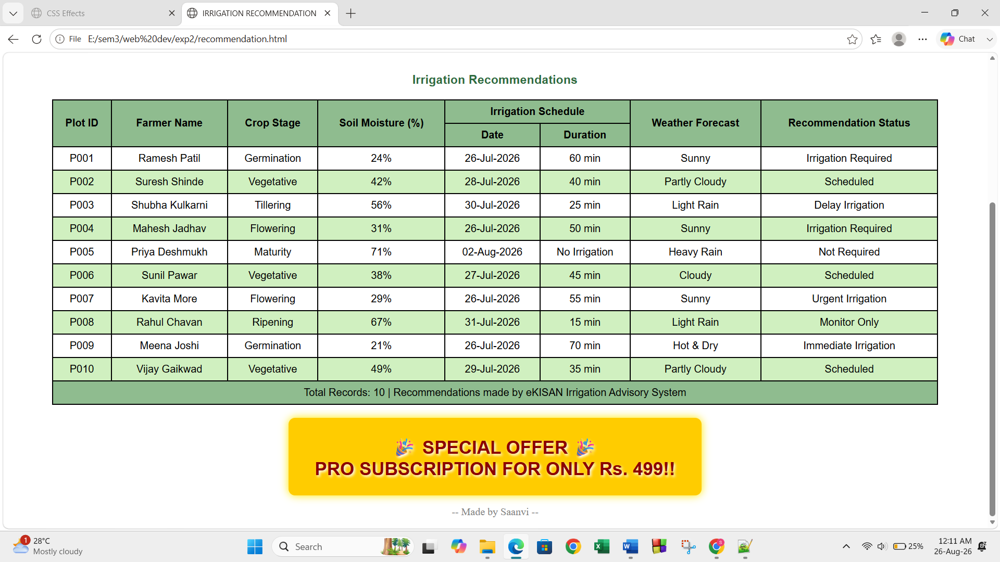 CSS Effects
IRRIGATION RECOMMENDATION
File E:/sem3/web%20dev/exp2/recommendation.html
Chat
Irrigation Recommendations
Plot ID Farmer Name Crop Stage Soil Moisture (%) Irrigation Schedule Weather Forecast Recommendation Status
Date Duration
P001 Ramesh Patil Germination 24% 26-Jul-2026 60 min Sunny Irrigation Required
P002 Suresh Shinde Vegetative 42% 28-Jul-2026 40 min Partly Cloudy Scheduled
P003 Shubha Kulkarni Tillering 56% 30-Jul-2026 25 min Light Rain Delay Irrigation
P004 Mahesh Jadhav Flowering 31% 26-Jul-2026 50 min Sunny Irrigation Required
P005 Priya Deshmukh Maturity 71% 02-Aug-2026 No Irrigation Heavy Rain Not Required
P006 Sunil Pawar Vegetative 38% 27-Jul-2026 45 min Cloudy Scheduled
P007 Kavita More Flowering 29% 26-Jul-2026 55 min Sunny Urgent Irrigation
P008 Rahul Chavan Ripening 67% 31-Jul-2026 15 min Light Rain Monitor Only
P009 Meena Joshi Germination 21% 26-Jul-2026 70 min Hot & Dry Immediate Irrigation
P010 Vijay Gaikwad Vegetative 49% 29-Jul-2026 35 min Partly Cloudy Scheduled
Total Records: 10 | Recommendations made by eKISAN Irrigation Advisory System
🎉 SPECIAL OFFER 🎉
PRO SUBSCRIPTION FOR ONLY Rs. 499!!
-- Made by Saanvi --
1
28°C
Mostly cloudy
Search
25%
12:11 AM
26-Aug-26